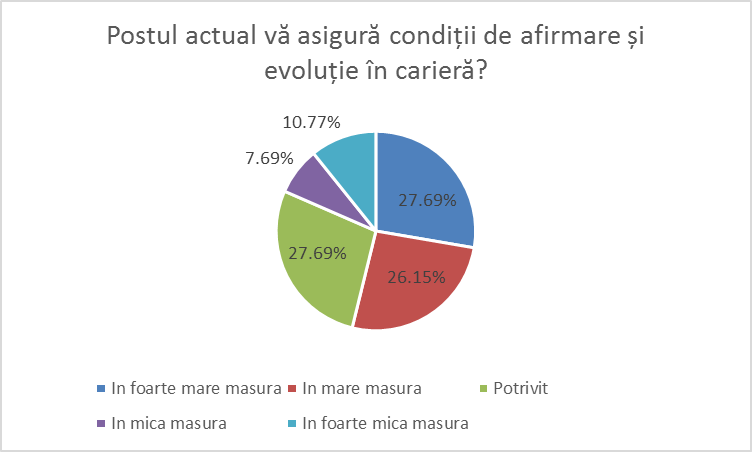 Postul actual vă asigură condiții de afirmare și
evoluție în carieră?
10.77%
7.69%
27.69%
27.69%
26.15%
In foarte mare masura
In mare masura
Potrivit
In mica masura
In foarte mica masura